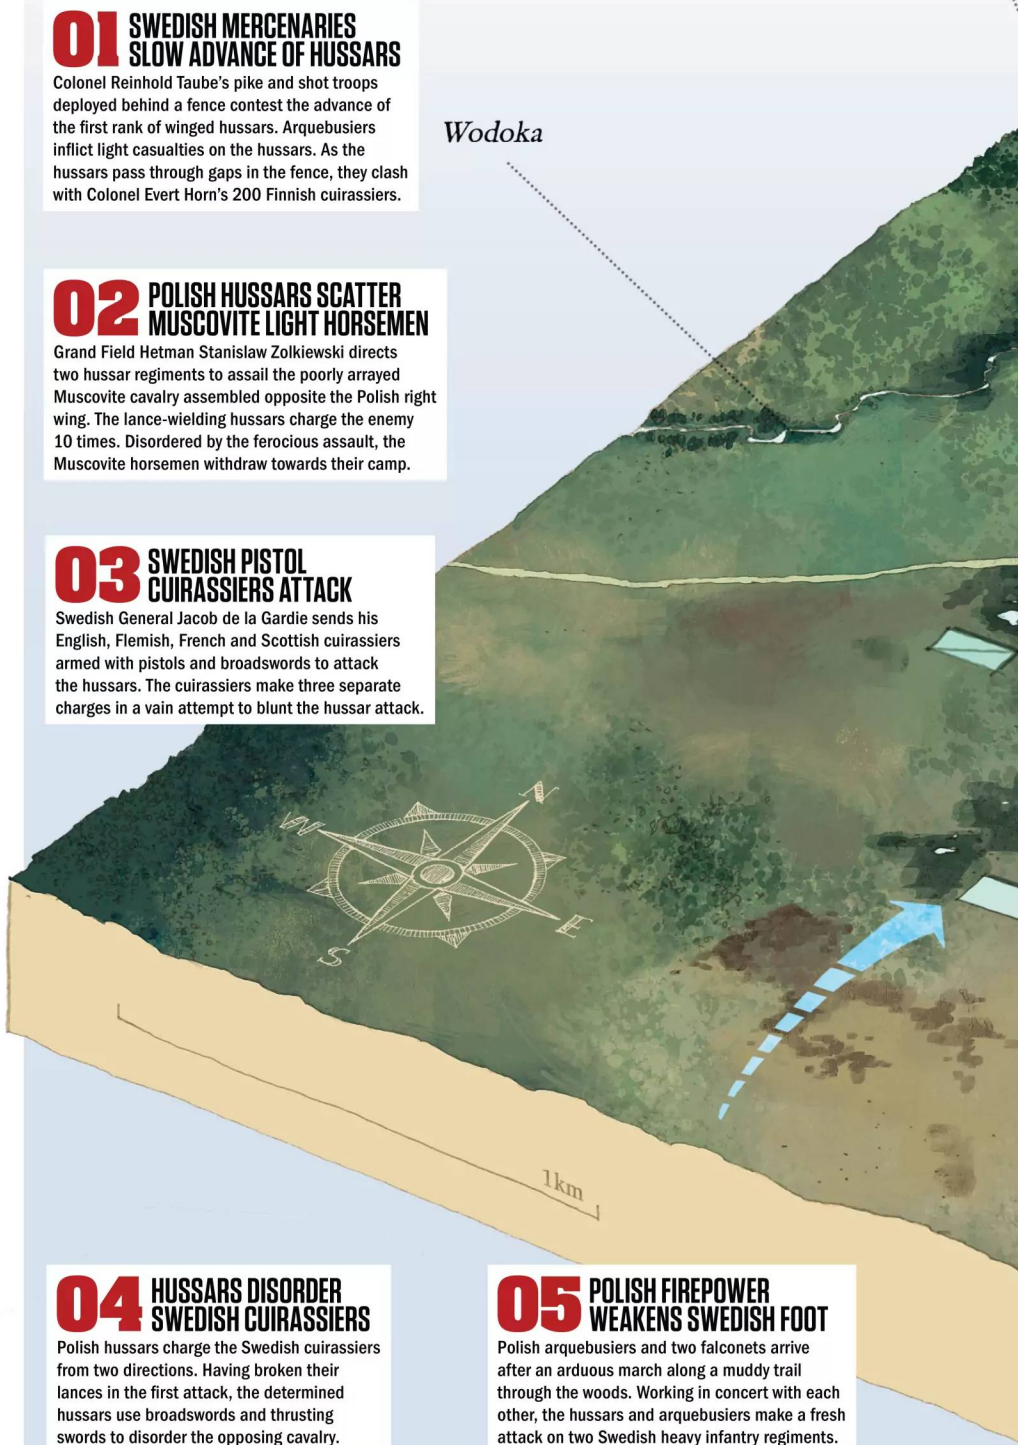 01 SWEDISH MERCENARIES
SLOW ADVANCE OF HUSSARS
Colonel Reinhold Taube's pike and shot troops
deployed behind a fence contest the advance of
the first rank of winged hussars. Arquebusiers
inflict light casualties on the hussars. As the
hussars pass through gaps in the fence, they clash
with Colonel Evert Horn's 200 Finnish cuirassiers.
Wodoka
02 POLISH HUSSARS SCATTER
MUSCOVITE LIGHT HORSEMEN
Grand Field Hetman Stanislaw Zolkiewski directs
two hussar regiments to assail the poorly arrayed
Muscovite cavalry assembled opposite the Polish right
wing. The lance-wielding hussars charge the enemy
10 times. Disordered by the ferocious assault, the
Muscovite horsemen withdraw towards their camp.
03 SWEDISH PISTOL
CUIRASSIERS ATTACK
Swedish General Jacob de la Gardie sends his
English, Flemish, French and Scottish cuirassiers
armed with pistols and broadswords to attack
the hussars. The cuirassiers make three separate
charges in a vain attempt to blunt the hussar attack.
N
W
E
S
1km
04 HUSSARS DISORDER
SWEDISH CUIRASSIERS
Polish hussars charge the Swedish cuirassiers
from two directions. Having broken their
lances in the first attack, the determined
hussars use broadswords and thrusting
swords to disorder the opposing cavalry.
05 POLISH FIREPOWER
WEAKENS SWEDISH FOOT
Polish arquebusiers and two falconets arrive
after an arduous march along a muddy trail
through the woods. Working in concert with each
other, the hussars and arquebusiers make a fresh
attack on two Swedish heavy infantry regiments.